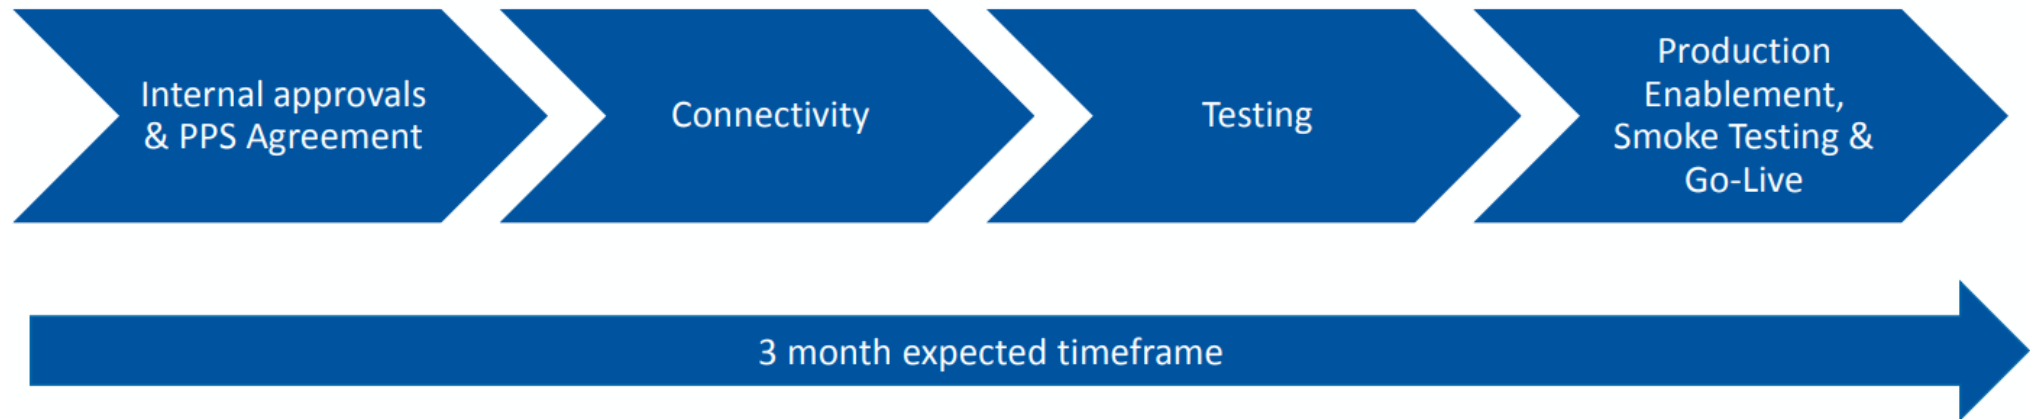 Internal approvals
& PPS Agreement
Connectivity
Testing
Production
Enablement,
Smoke Testing &
Go-Live
3 month expected timeframe